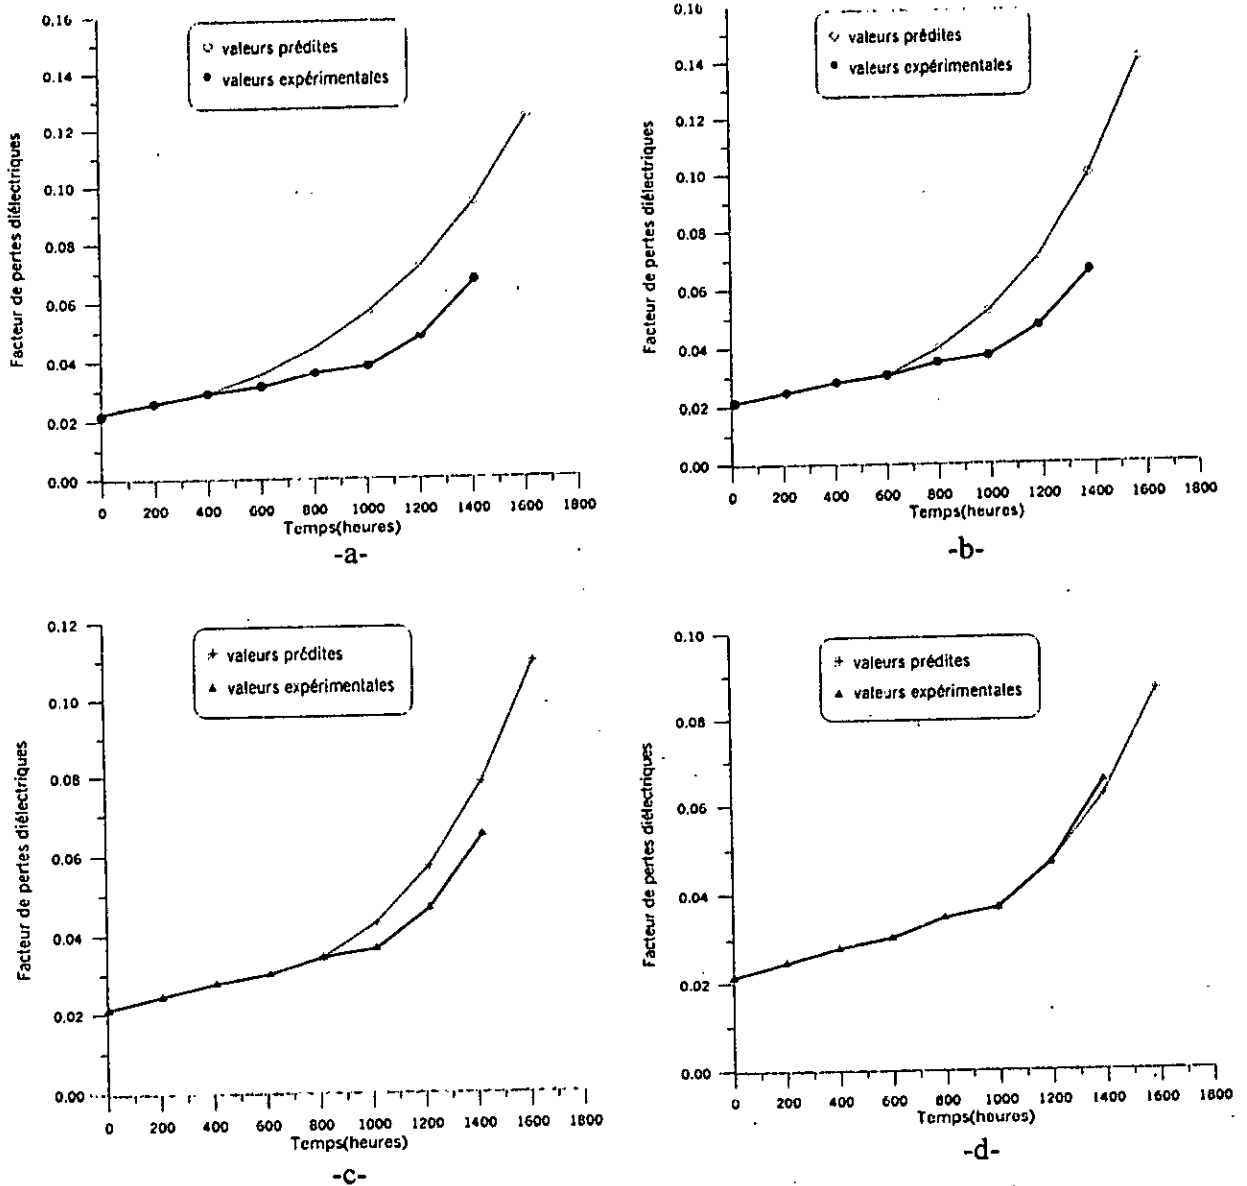 0.16
0.14
0.12
0.10
0.08
0.06
0.04
0.02
0.00
Facteur de pertes diélectriques
valeurs prédites
valeurs expérimentales
0 200 400 600 800 1000 1200 1400 1600 1800
Temps(heures)
-a-
0.16
0.14
0.12
0.10
0.08
0.06
0.04
0.02
0.00
Facteur de pertes diélectriques
valeurs prédites
valeurs expérimentales
0 200 400 600 800 1000 1200 1400 1600 1800
Temps(heures)
-b-
0.12
0.10
0.08
0.06
0.04
0.02
0.00
Facteur de pertes diélectriques
valeurs prédites
valeurs expérimentales
0 200 400 600 800 1000 1200 1400 1600 1800
Temps(heures)
-c-
0.10
0.08
0.06
0.04
0.02
0.00
Facteur de pertes diélectriques
valeurs prédites
valeurs expérimentales
0 200 400 600 800 1000 1200 1400 1600 1800
Temps(heures)
-d-